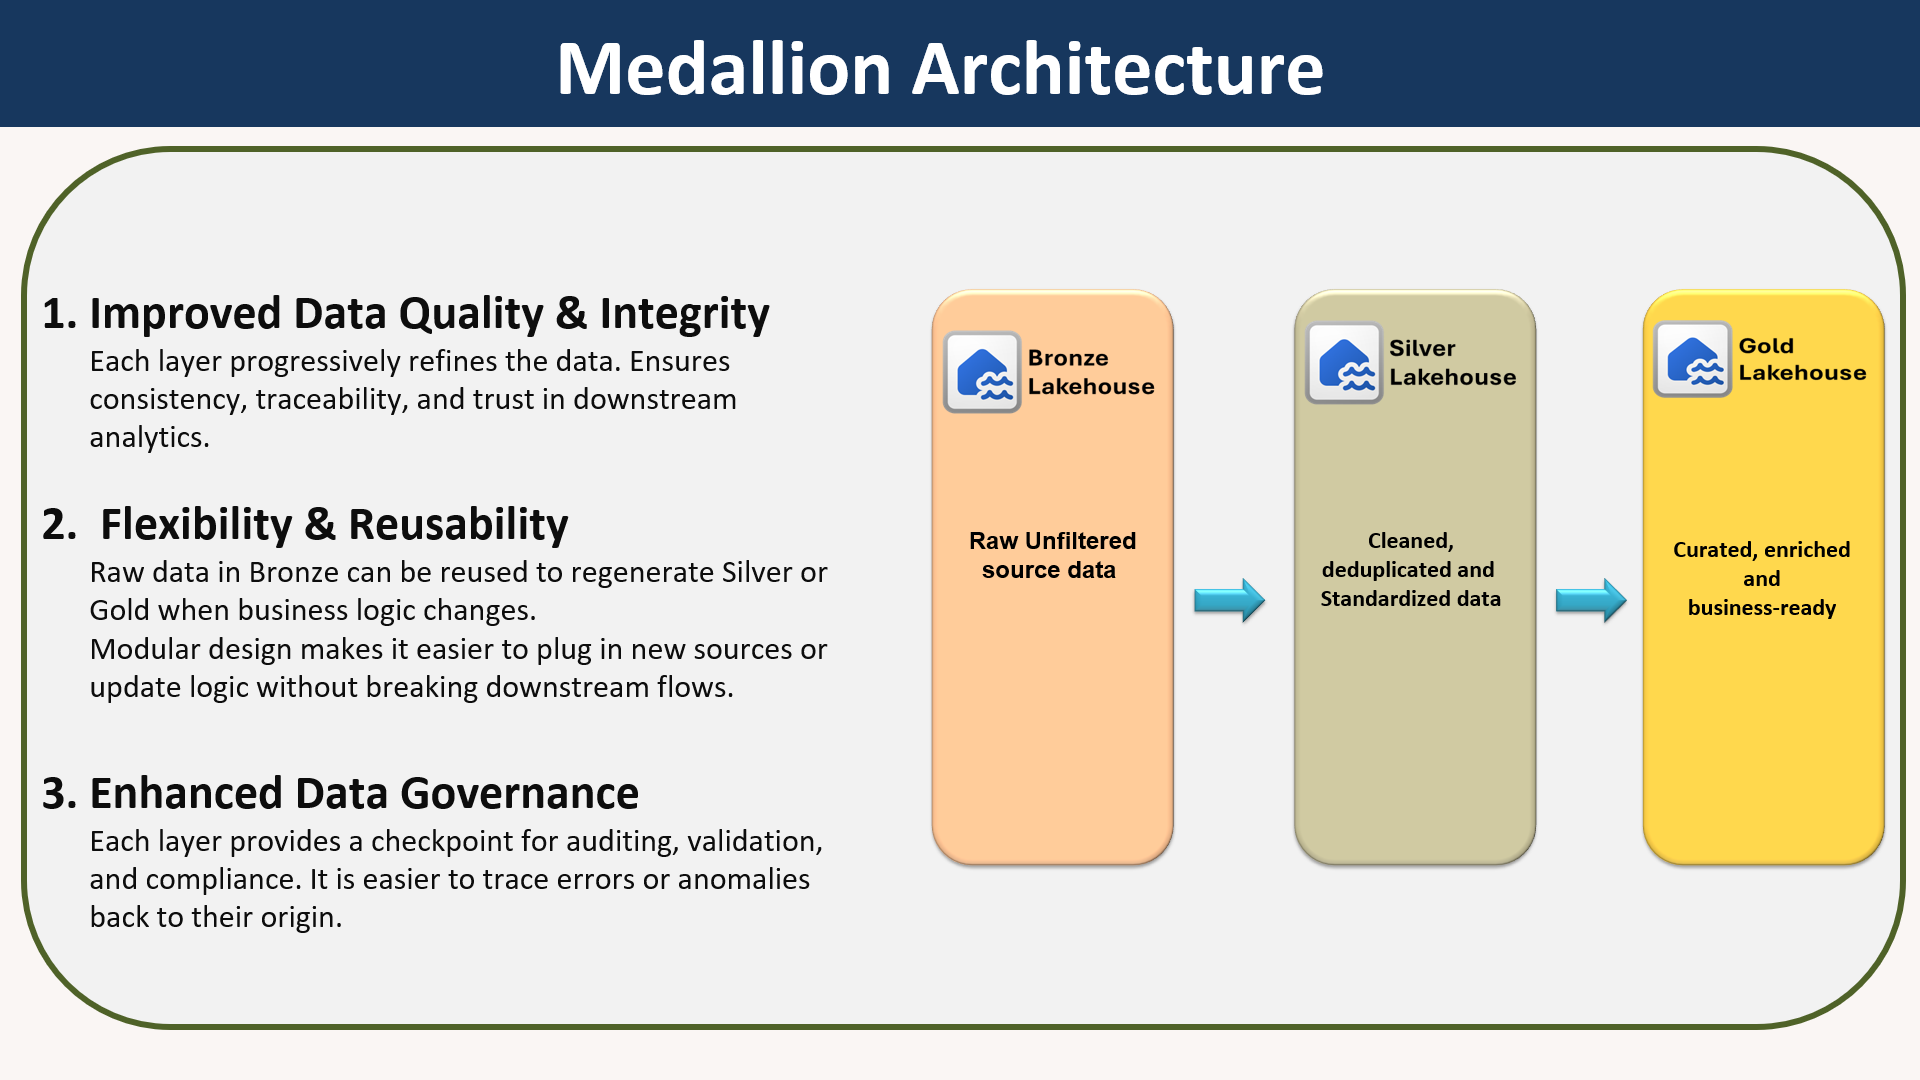 Medallion Architecture
1. Improved Data Quality & Integrity
Each layer progressively refines the data. Ensures
consistency, traceability, and trust in downstream
analytics.
2. Flexibility & Reusability
Raw data in Bronze can be reused to regenerate Silver or
Gold when business logic changes.
Modular design makes it easier to plug in new sources or
update logic without breaking downstream flows.
3. Enhanced Data Governance
Each layer provides a checkpoint for auditing, validation,
and compliance. It is easier to trace errors or anomalies
back to their origin.
Bronze
Lakehouse
Raw Unfiltered
source data
Silver
Lakehouse
Cleaned,
deduplicated and
Standardized data
Gold
Lakehouse
Curated, enriched
and
business-ready